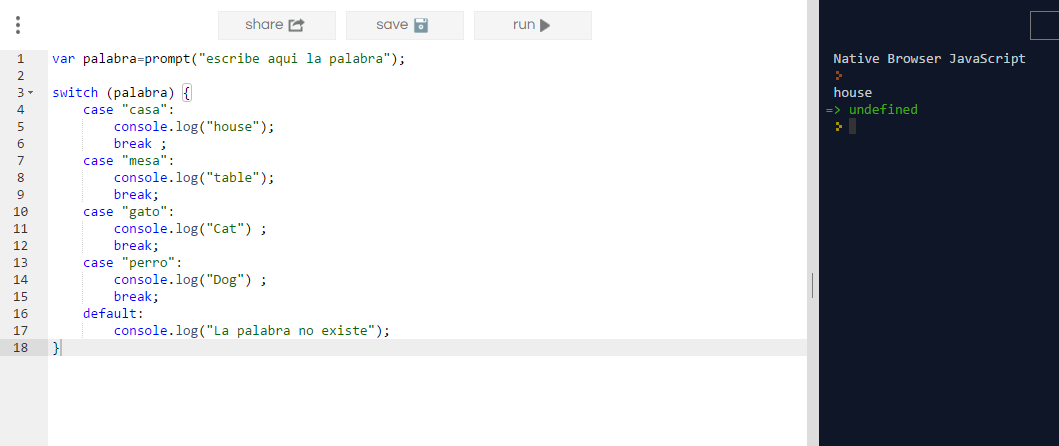 share save run
1 var palabra=prompt("escribe aqui la palabra");
2
3 switch (palabra) {
4     case "casa":
5         console.log("house");
6         break ;
7     case "mesa":
8         console.log("table");
9         break;
10     case "gato":
11         console.log("Cat") ;
12         break;
13     case "perro":
14         console.log("Dog") ;
15         break;
16     default:
17         console.log("La palabra no existe");
18 }
Native Browser JavaScript
house
=> undefined